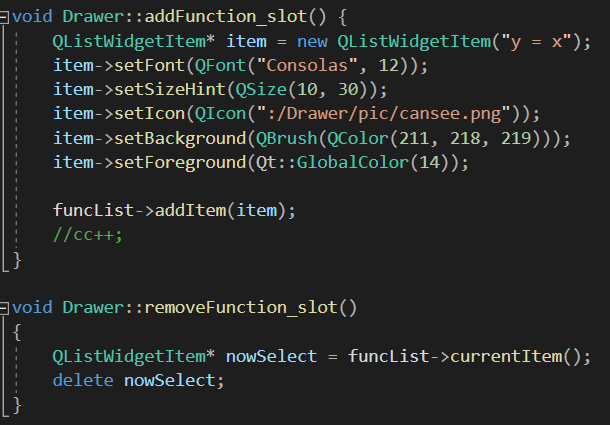 void Drawer::addFunction_slot() {
    QListWidgetItem* item = new QListWidgetItem("y = x");
    item->setFont(QFont("Consolas", 12));
    item->setSizeHint(QSize(10, 30));
    item->setIcon(QIcon(":/Drawer/pic/cansee.png"));
    item->setBackground(QBrush(QColor(211, 218, 219)));
    item->setForeground(Qt::GlobalColor(14));

    funcList->addItem(item);
    //cc++;
}

void Drawer::removeFunction_slot()
{
    QListWidgetItem* nowSelect = funcList->currentItem();
    delete nowSelect;
}